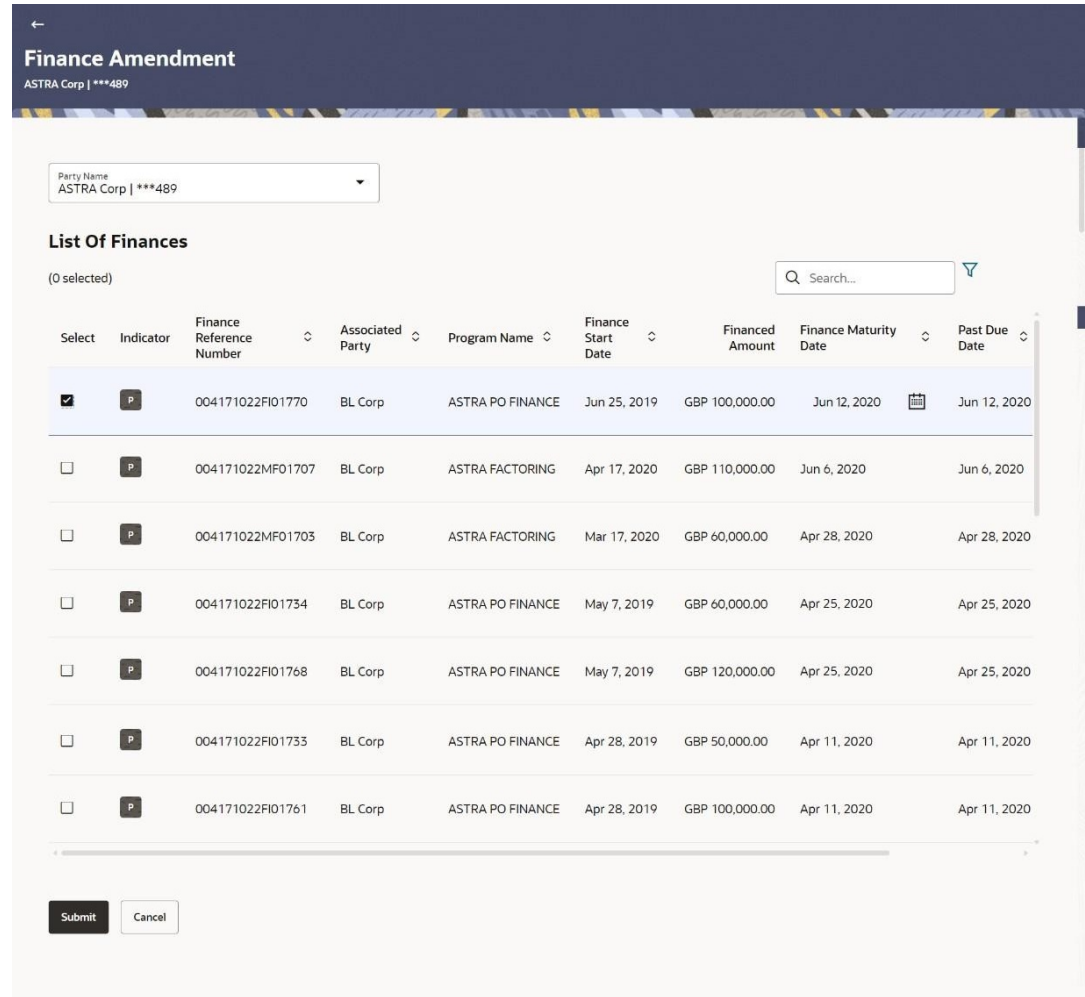 ←
Finance Amendment
ASTRA Corp | ***489
Party Name
ASTRA Corp | ***489
List Of Finances
(0 selected)
Search...
Select Indicator Finance Reference Number Associated Party Program Name Finance Start Date Financed Amount Finance Maturity Date Past Due Date
P 004171022FI01770 BL Corp ASTRA PO FINANCE Jun 25, 2019 GBP 100,000.00 Jun 12, 2020 Jun 12, 2020
P 004171022MF01707 BL Corp ASTRA FACTORING Apr 17, 2020 GBP 110,000.00 Jun 6, 2020 Jun 6, 2020
P 004171022MF01703 BL Corp ASTRA FACTORING Mar 17, 2020 GBP 60,000.00 Apr 28, 2020 Apr 28, 2020
P 004171022FI01734 BL Corp ASTRA PO FINANCE May 7, 2019 GBP 60,000.00 Apr 25, 2020 Apr 25, 2020
P 004171022FI01768 BL Corp ASTRA PO FINANCE May 7, 2019 GBP 120,000.00 Apr 25, 2020 Apr 25, 2020
P 004171022FI01733 BL Corp ASTRA PO FINANCE Apr 28, 2019 GBP 50,000.00 Apr 11, 2020 Apr 11, 2020
P 004171022FI01761 BL Corp ASTRA PO FINANCE Apr 28, 2019 GBP 100,000.00 Apr 11, 2020 Apr 11, 2020
Submit Cancel